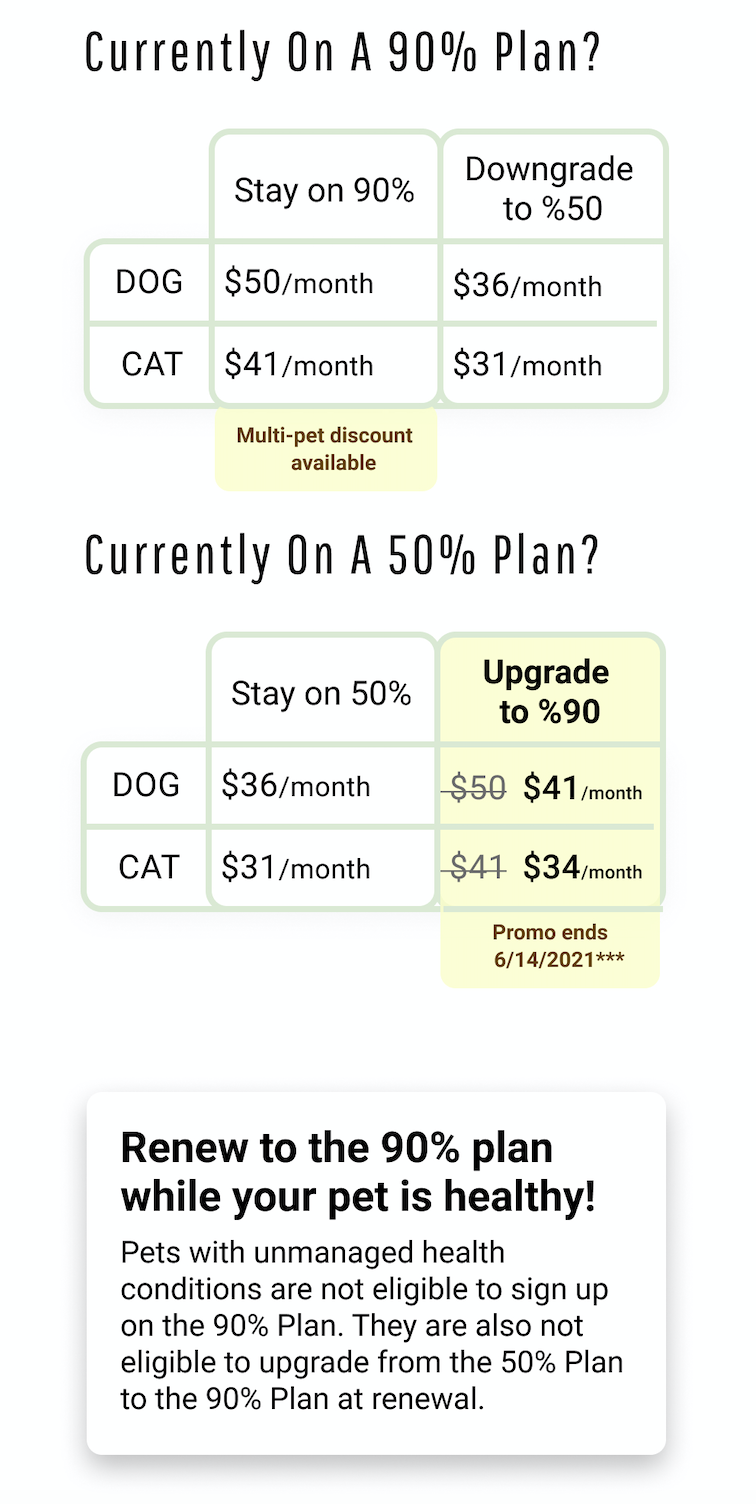 Currently On A 90% Plan?
Stay on 90%
Downgrade
to %50
DOG
$50/month
$36/month
CAT
$41/month
$31/month
Multi-pet discount
available
Currently On A 50% Plan?
Stay on 50%
Upgrade
to %90
DOG
$36/month
$50 $41/month
CAT
$31/month
$41 $34/month
Promo ends
6/14/2021***
Renew to the 90% plan
while your pet is healthy!
Pets with unmanaged health
conditions are not eligible to sign up
on the 90% Plan. They are also not
eligible to upgrade from the 50% Plan
to the 90% Plan at renewal.